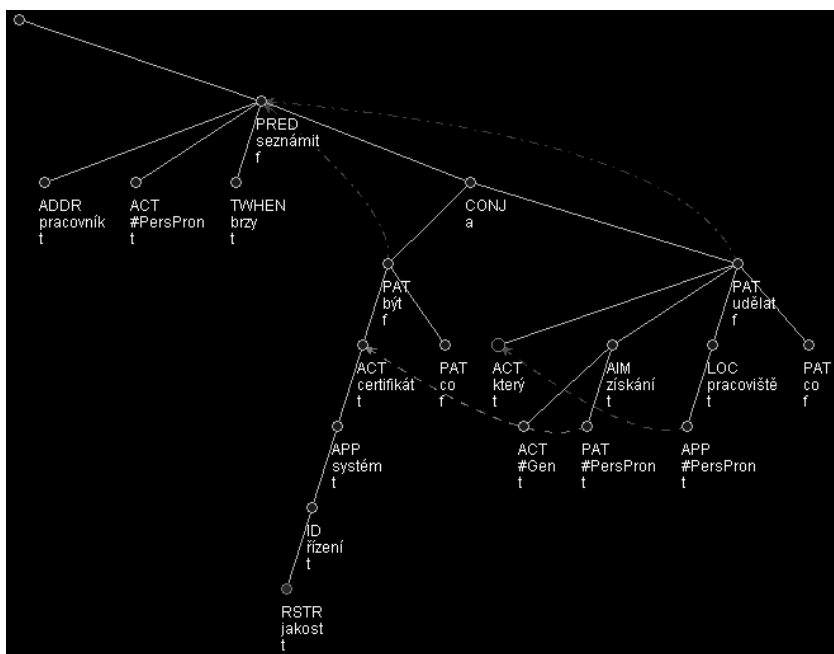 PRED
seznámit
f
ADDR
pracovník
t
ACT
#PersPron
t
TWHEN
brzy
t
CONJ
a
PAT
být
f
PAT
udělat
f
ACT
certifikát
t
PAT
co
f
ACT
který
t
AIM
získání
t
LOC
pracoviště
t
PAT
co
f
APP
systém
t
ACT
#Gen
t
PAT
#PersPron
t
APP
#PersPron
t
ID
řízení
t
RSTR
jakost
t